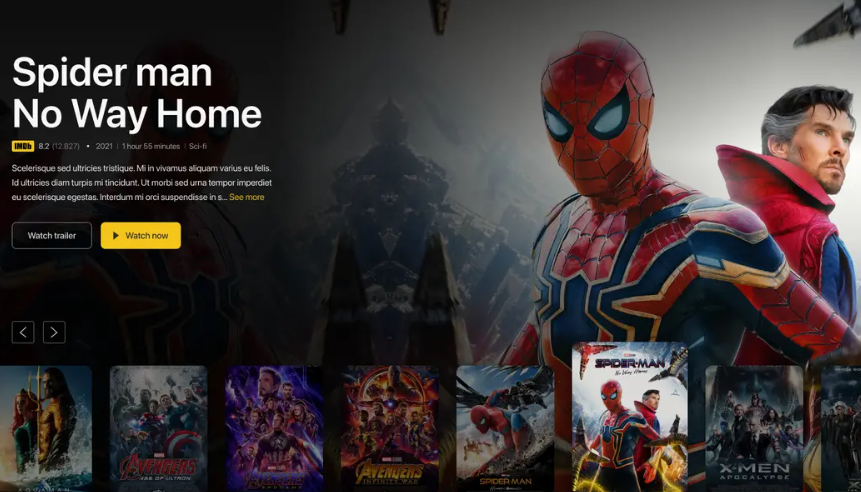 Spider man
No Way Home
IMDb 8.2 (12.827) • 2021 | 1 hour 55 minutes | Sci-fi
Scelerisque sed ultricies tristique. Mi in vivamus aliquam varius eu felis.
Id ultricies diam turpis mi tincidunt. Ut morbi sed urna tempor imperdiet
eu scelerisque egestas. Interdum mi orci suspendisse in s... See more
Watch trailer
Watch now
SPIDER-MAN
No Way Home
AQUAMAN
MARVEL
AVENGERS
AGE OF ULTRON
AVENGERS
INFINITY WAR
SPIDER-MAN
X-MEN
APOCALYPSE